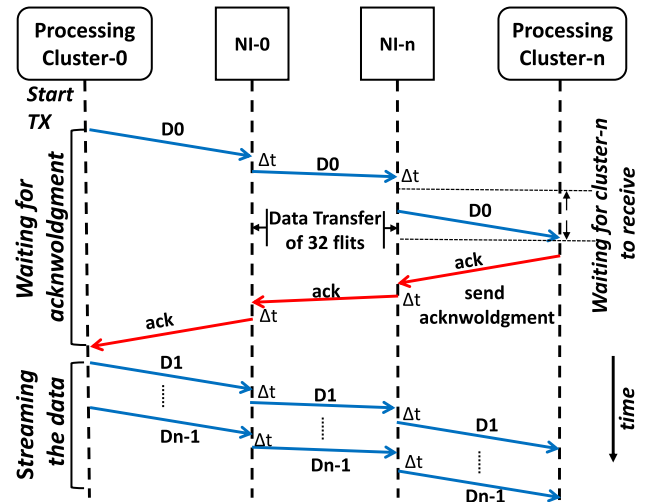 Processing
Cluster-0
NI-0
NI-n
Processing
Cluster-n
Start
TX
D0
Δt
D0
Δt
D0
Data Transfer
of 32 flits
Waiting for cluster-n
to receive
Waiting for
acknwoldgment
ack
ack
Δt
send
acknwoldgment
ack
Δt
D1
Δt
D1
Δt
D1
Streaming
the data
Δt
Dn-1
Dn-1
Δt
Dn-1
time